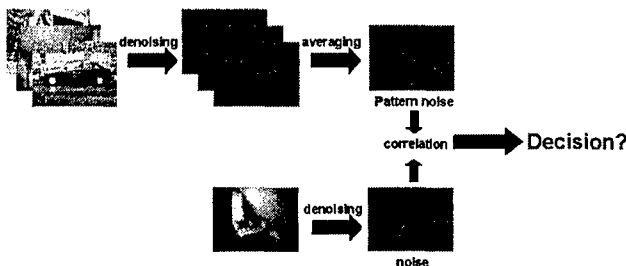 denoising
averaging
Pattern noise
correlation
Decision?
denoising
noise